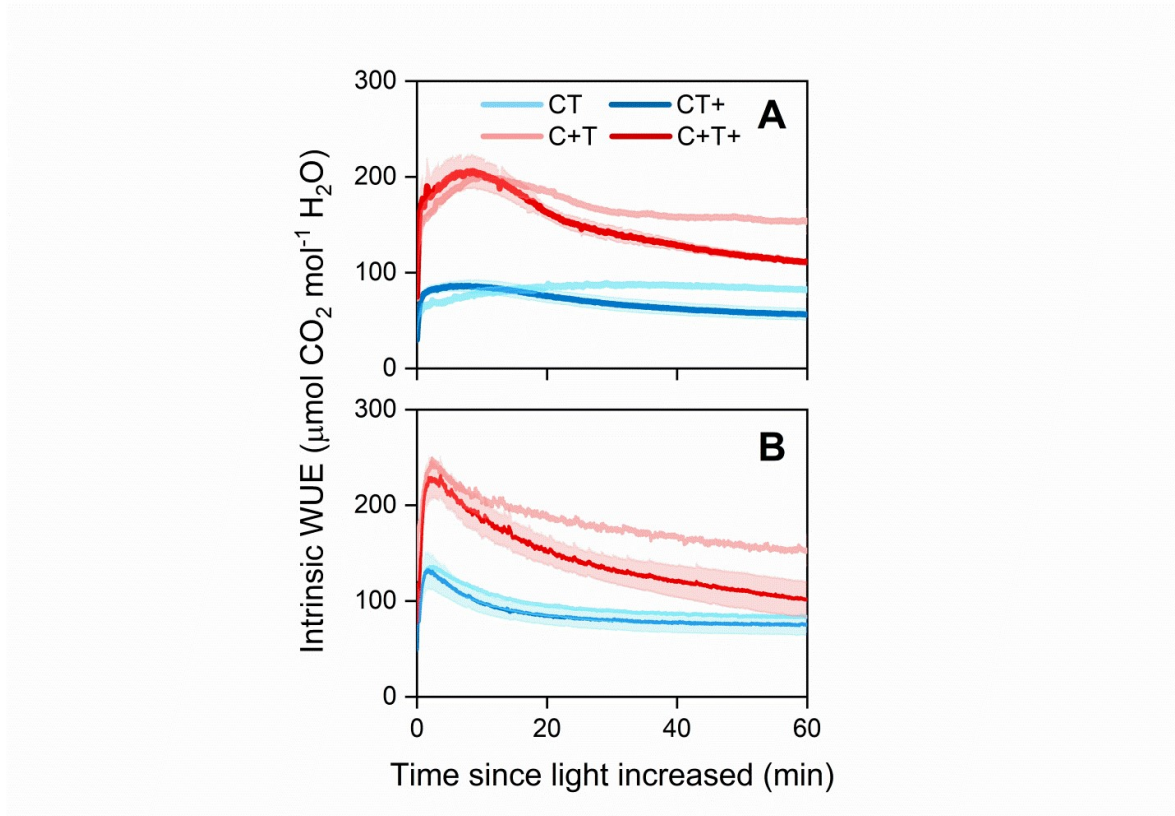 300
CT CT+ A
C+T C+T+
200
100
0
300
B
200
100
0
0 20 40 60
Time since light increased (min)
Intrinsic WUE (μmol CO₂ mol⁻¹ H₂O)